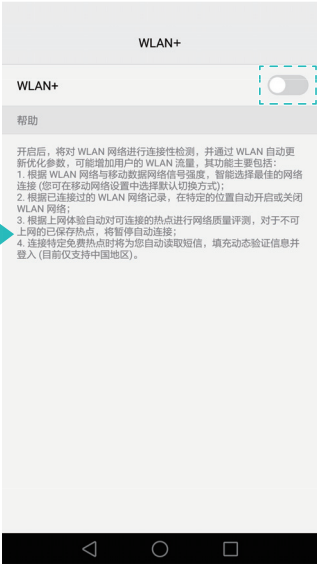 WLAN+
WLAN+
帮助
开启后，将对 WLAN 网络进行连接性检测，并通过 WLAN 自动更
新优化参数，可能增加用户的 WLAN 流量，其功能主要包括：
1. 根据 WLAN 网络与移动数据网络信号强度，智能选择最佳的网络
连接 (您可在移动网络设置中选择默认切换方式)；
2. 根据已连接过的 WLAN 网络记录，在特定的位置自动开启或关闭
WLAN 网络；
3. 根据上网体验自动对可连接的热点进行网络质量评测，对于不可
上网的已保存热点，将暂停自动连接；
4. 连接特定免费热点时将为您自动读取短信，填充动态验证信息并
登入 (目前仅支持中国地区)。